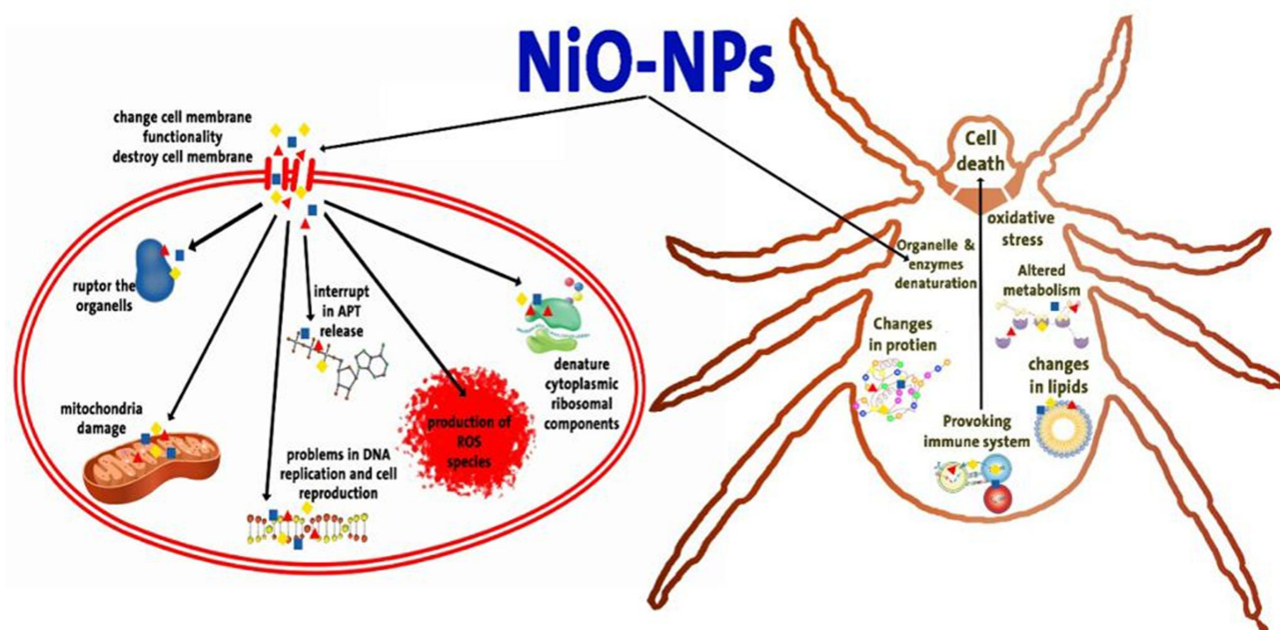 NiO-NPs
change cell membrane
functionality
destroy cell membrane
ruptor the
organells
interrupt
in APT
release
mitochondria
damage
problems in DNA
replication and cell
reproduction
production of
ROS
species
denature
cytoplasmic
ribosomal
components
Cell
death
oxidative
stress
Organelle &
enzymes
denaturation
Altered
metabolism
Changes
in protien
changes
in lipids
Provoking
immune system